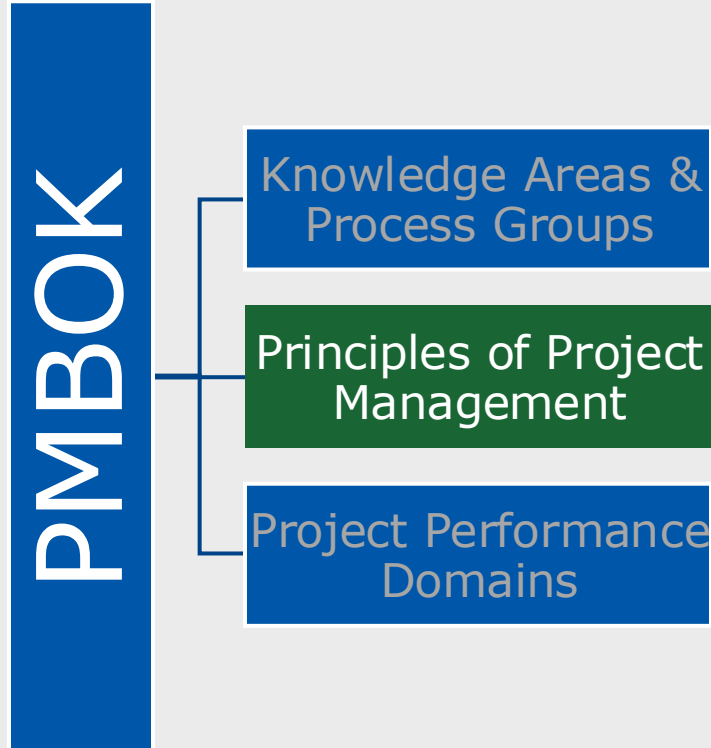 PMBOK
Knowledge Areas &
Process Groups
Principles of Project
Management
Project Performance
Domains